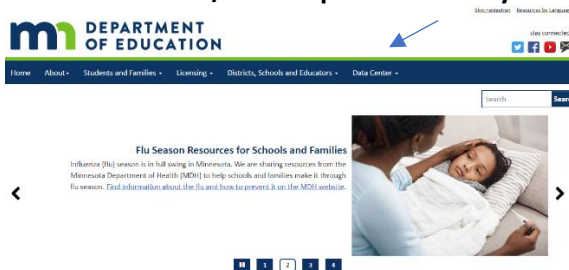 Skip navigation Resources by Language
DEPARTMENT
OF EDUCATION
stay connected
Home About Students and Families Licensing Districts, Schools and Educators Data Center
Search Sear
Flu Season Resources for Schools and Families
Influenza (flu) season is in full swing in Minnesota. We are sharing resources from the
Minnesota Department of Health (MDH) to help schools and families make it through
flu season. Find information about the flu and how to prevent it on the MDH website.
1 2 3 4